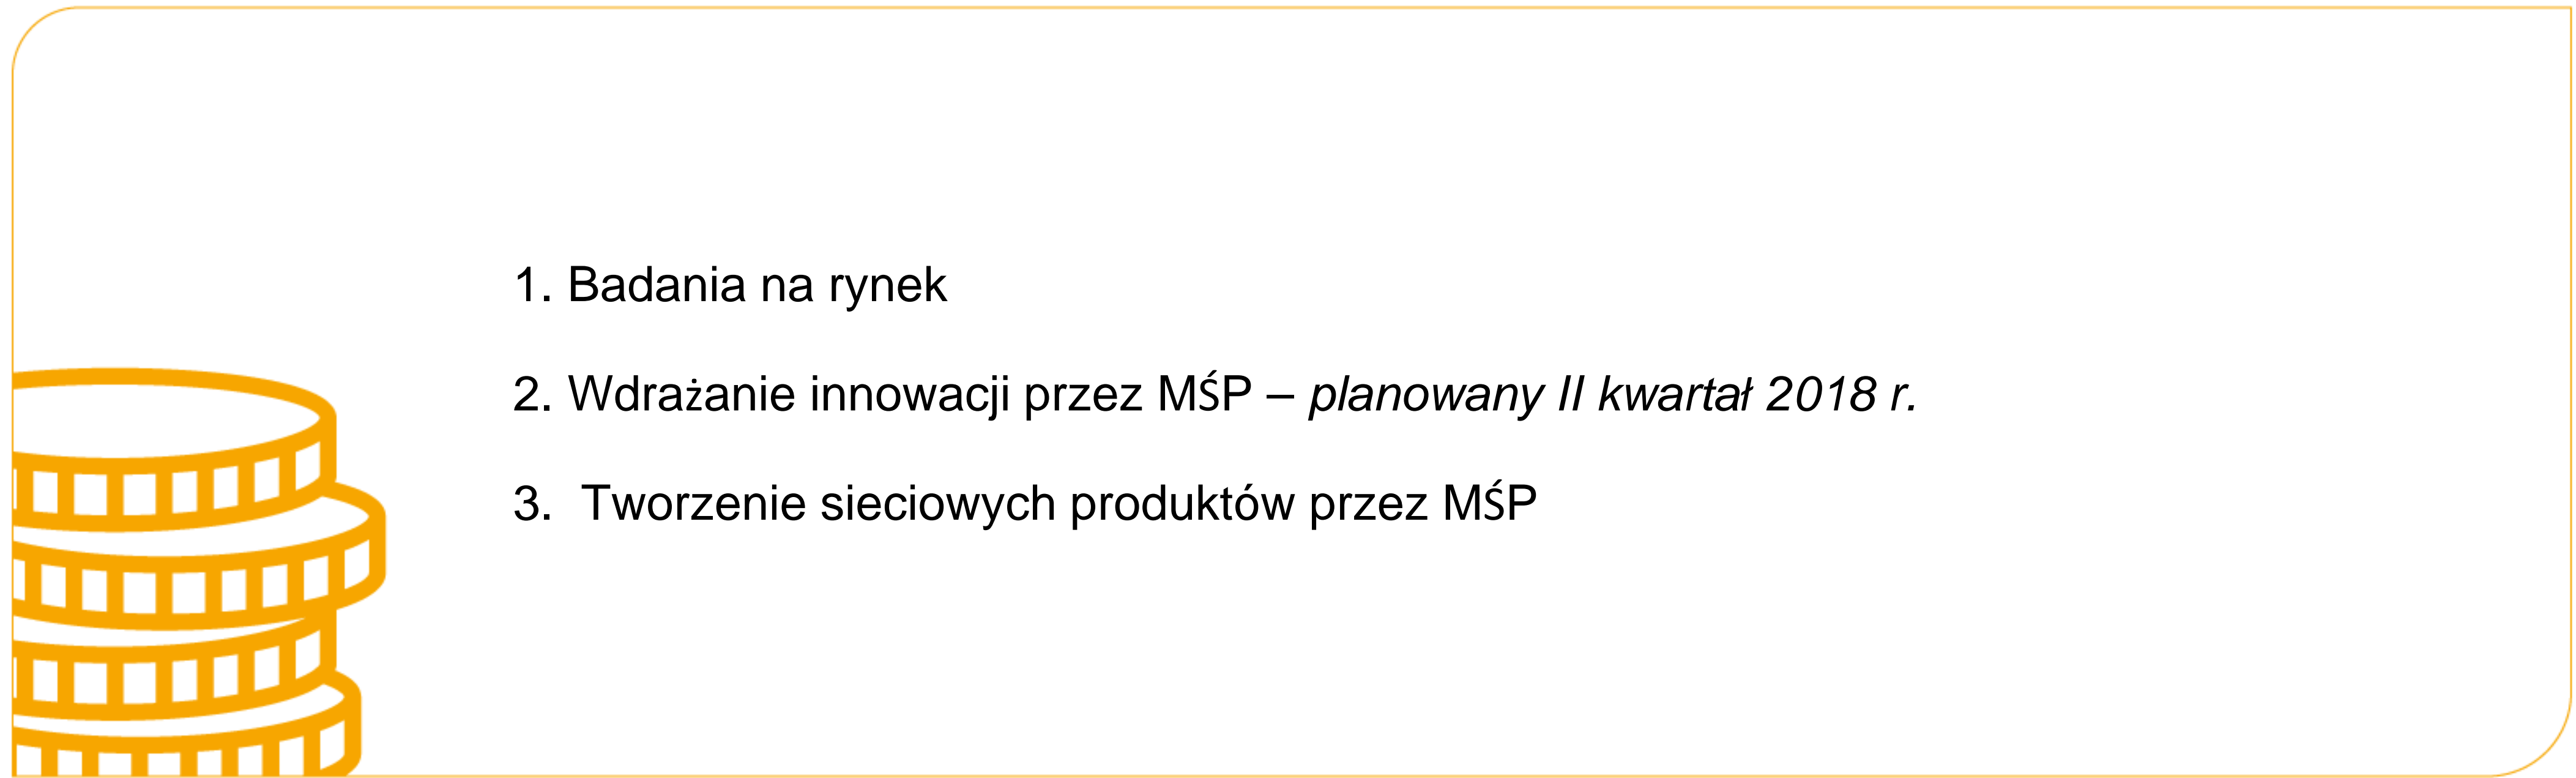 1. Badania na rynek
2. Wdrażanie innowacji przez MŚP – planowany II kwartał 2018 r.
3. Tworzenie sieciowych produktów przez MŚP